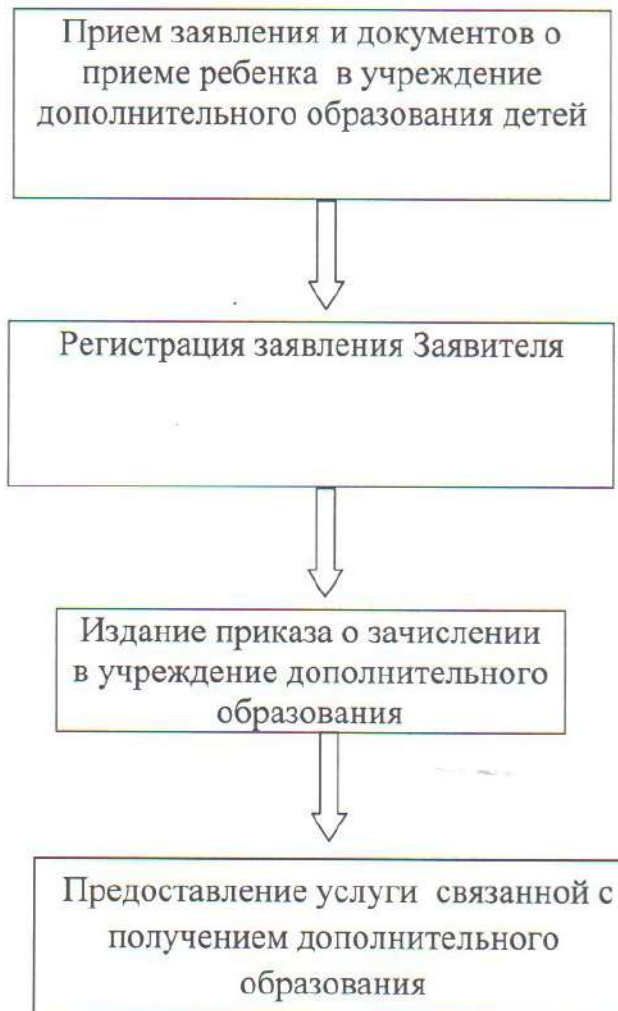 Прием заявления и документов о
приеме ребенка в учреждение
дополнительного образования детей
Регистрация заявления Заявителя
Издание приказа о зачислении
в учреждение дополнительного
образования
Предоставление услуги связанной с
получением дополнительного
образования